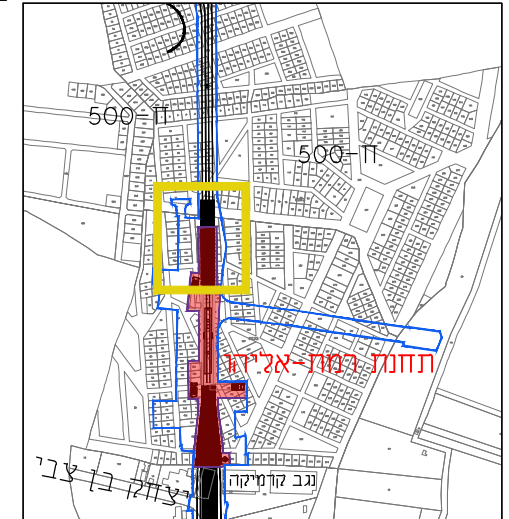 500-ח
500-ח
תחנת רמת-אליהו
נגב קרמיקה
יצחק בן צבי